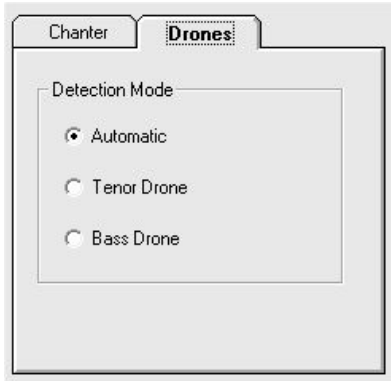 Chanter Drones
Detection Mode
Automatic
Tenor Drone
Bass Drone